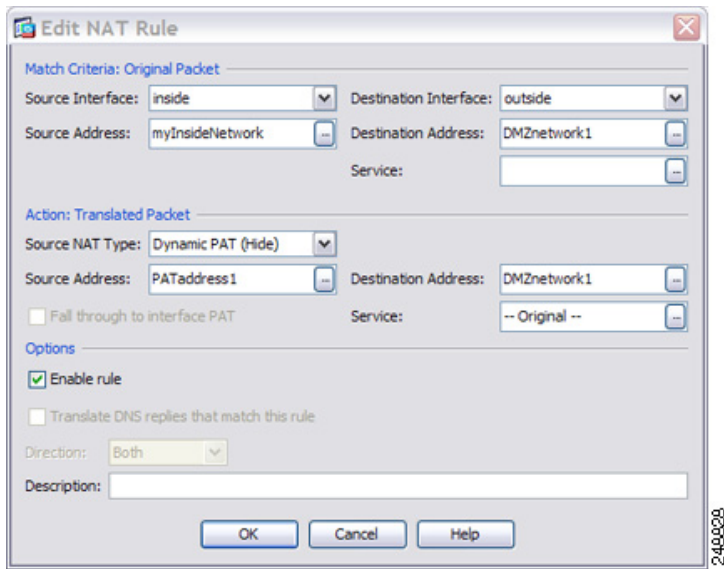 Edit NAT Rule
Match Criteria: Original Packet
Source Interface: inside Destination Interface: outside
Source Address: myInsideNetwork ... Destination Address: DMZnetwork1 ...
Service: ...
Action: Translated Packet
Source NAT Type: Dynamic PAT (Hide)
Source Address: PATaddress1 ... Destination Address: DMZnetwork1 ...
Fall through to interface PAT Service: -- Original -- ...
Options
Enable rule
Translate DNS replies that match this rule
Direction: Both
Description:
OK Cancel Help
248828